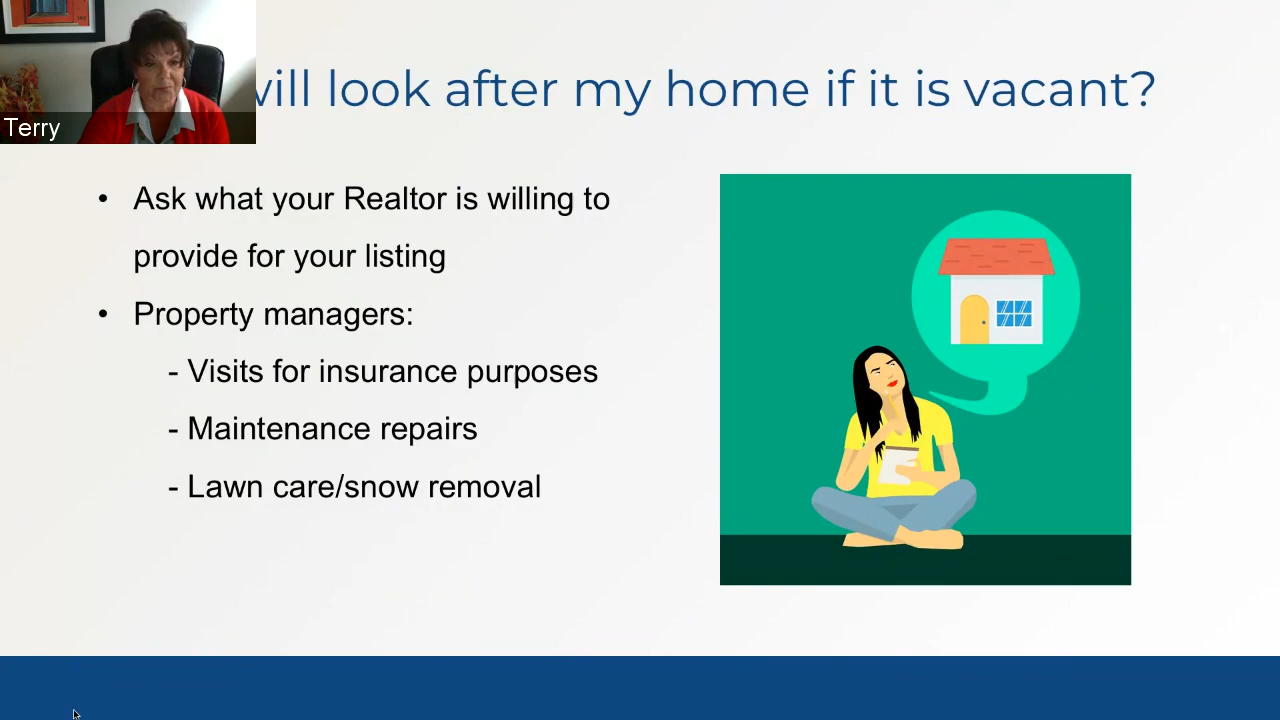 will look after my home if it is vacant?
Terry
• Ask what your Realtor is willing to
provide for your listing
• Property managers:
- Visits for insurance purposes
- Maintenance repairs
- Lawn care/snow removal